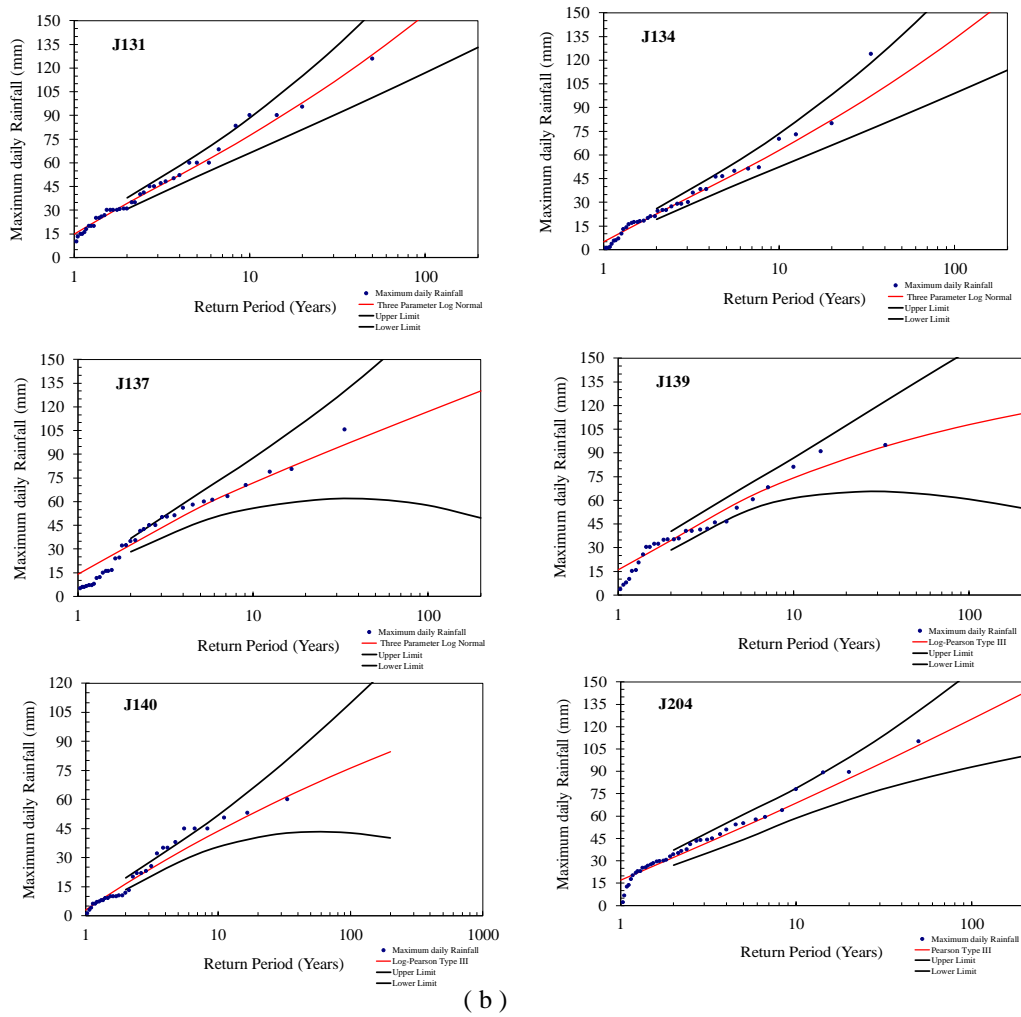 J131
Maximum daily Rainfall (mm)
150
135
120
105
90
75
60
45
30
15
0
1 10 100
Return Period (Years)
Maximum daily Rainfall
Three Parameter Log Normal
Upper Limit
Lower Limit
J134
Maximum daily Rainfall (mm)
150
135
120
105
90
75
60
45
30
15
0
1 10 100
Return Period (Years)
Maximum daily Rainfall
Three Parameter Log Normal
Upper Limit
Lower Limit
J137
Maximum daily Rainfall (mm)
150
135
120
105
90
75
60
45
30
15
0
1 10 100
Return Period (Years)
Maximum daily Rainfall
Three Parameter Log Normal
Upper Limit
Lower Limit
J139
Maximum daily Rainfall (mm)
150
135
120
105
90
75
60
45
30
15
0
1 10 100
Return Period (Years)
Maximum daily Rainfall
Log-Pearson Type III
Upper Limit
Lower Limit
J140
Maximum daily Rainfall (mm)
120
105
90
75
60
45
30
15
0
1 10 100 1000
Return Period (Years)
Maximum daily Rainfall
Log-Pearson Type III
Upper Limit
Lower Limit
J204
Maximum daily Rainfall (mm)
150
135
120
105
90
75
60
45
30
15
0
1 10 100
Return Period (Years)
Maximum daily Rainfall
Pearson Type III
Upper Limit
Lower Limit
( b )